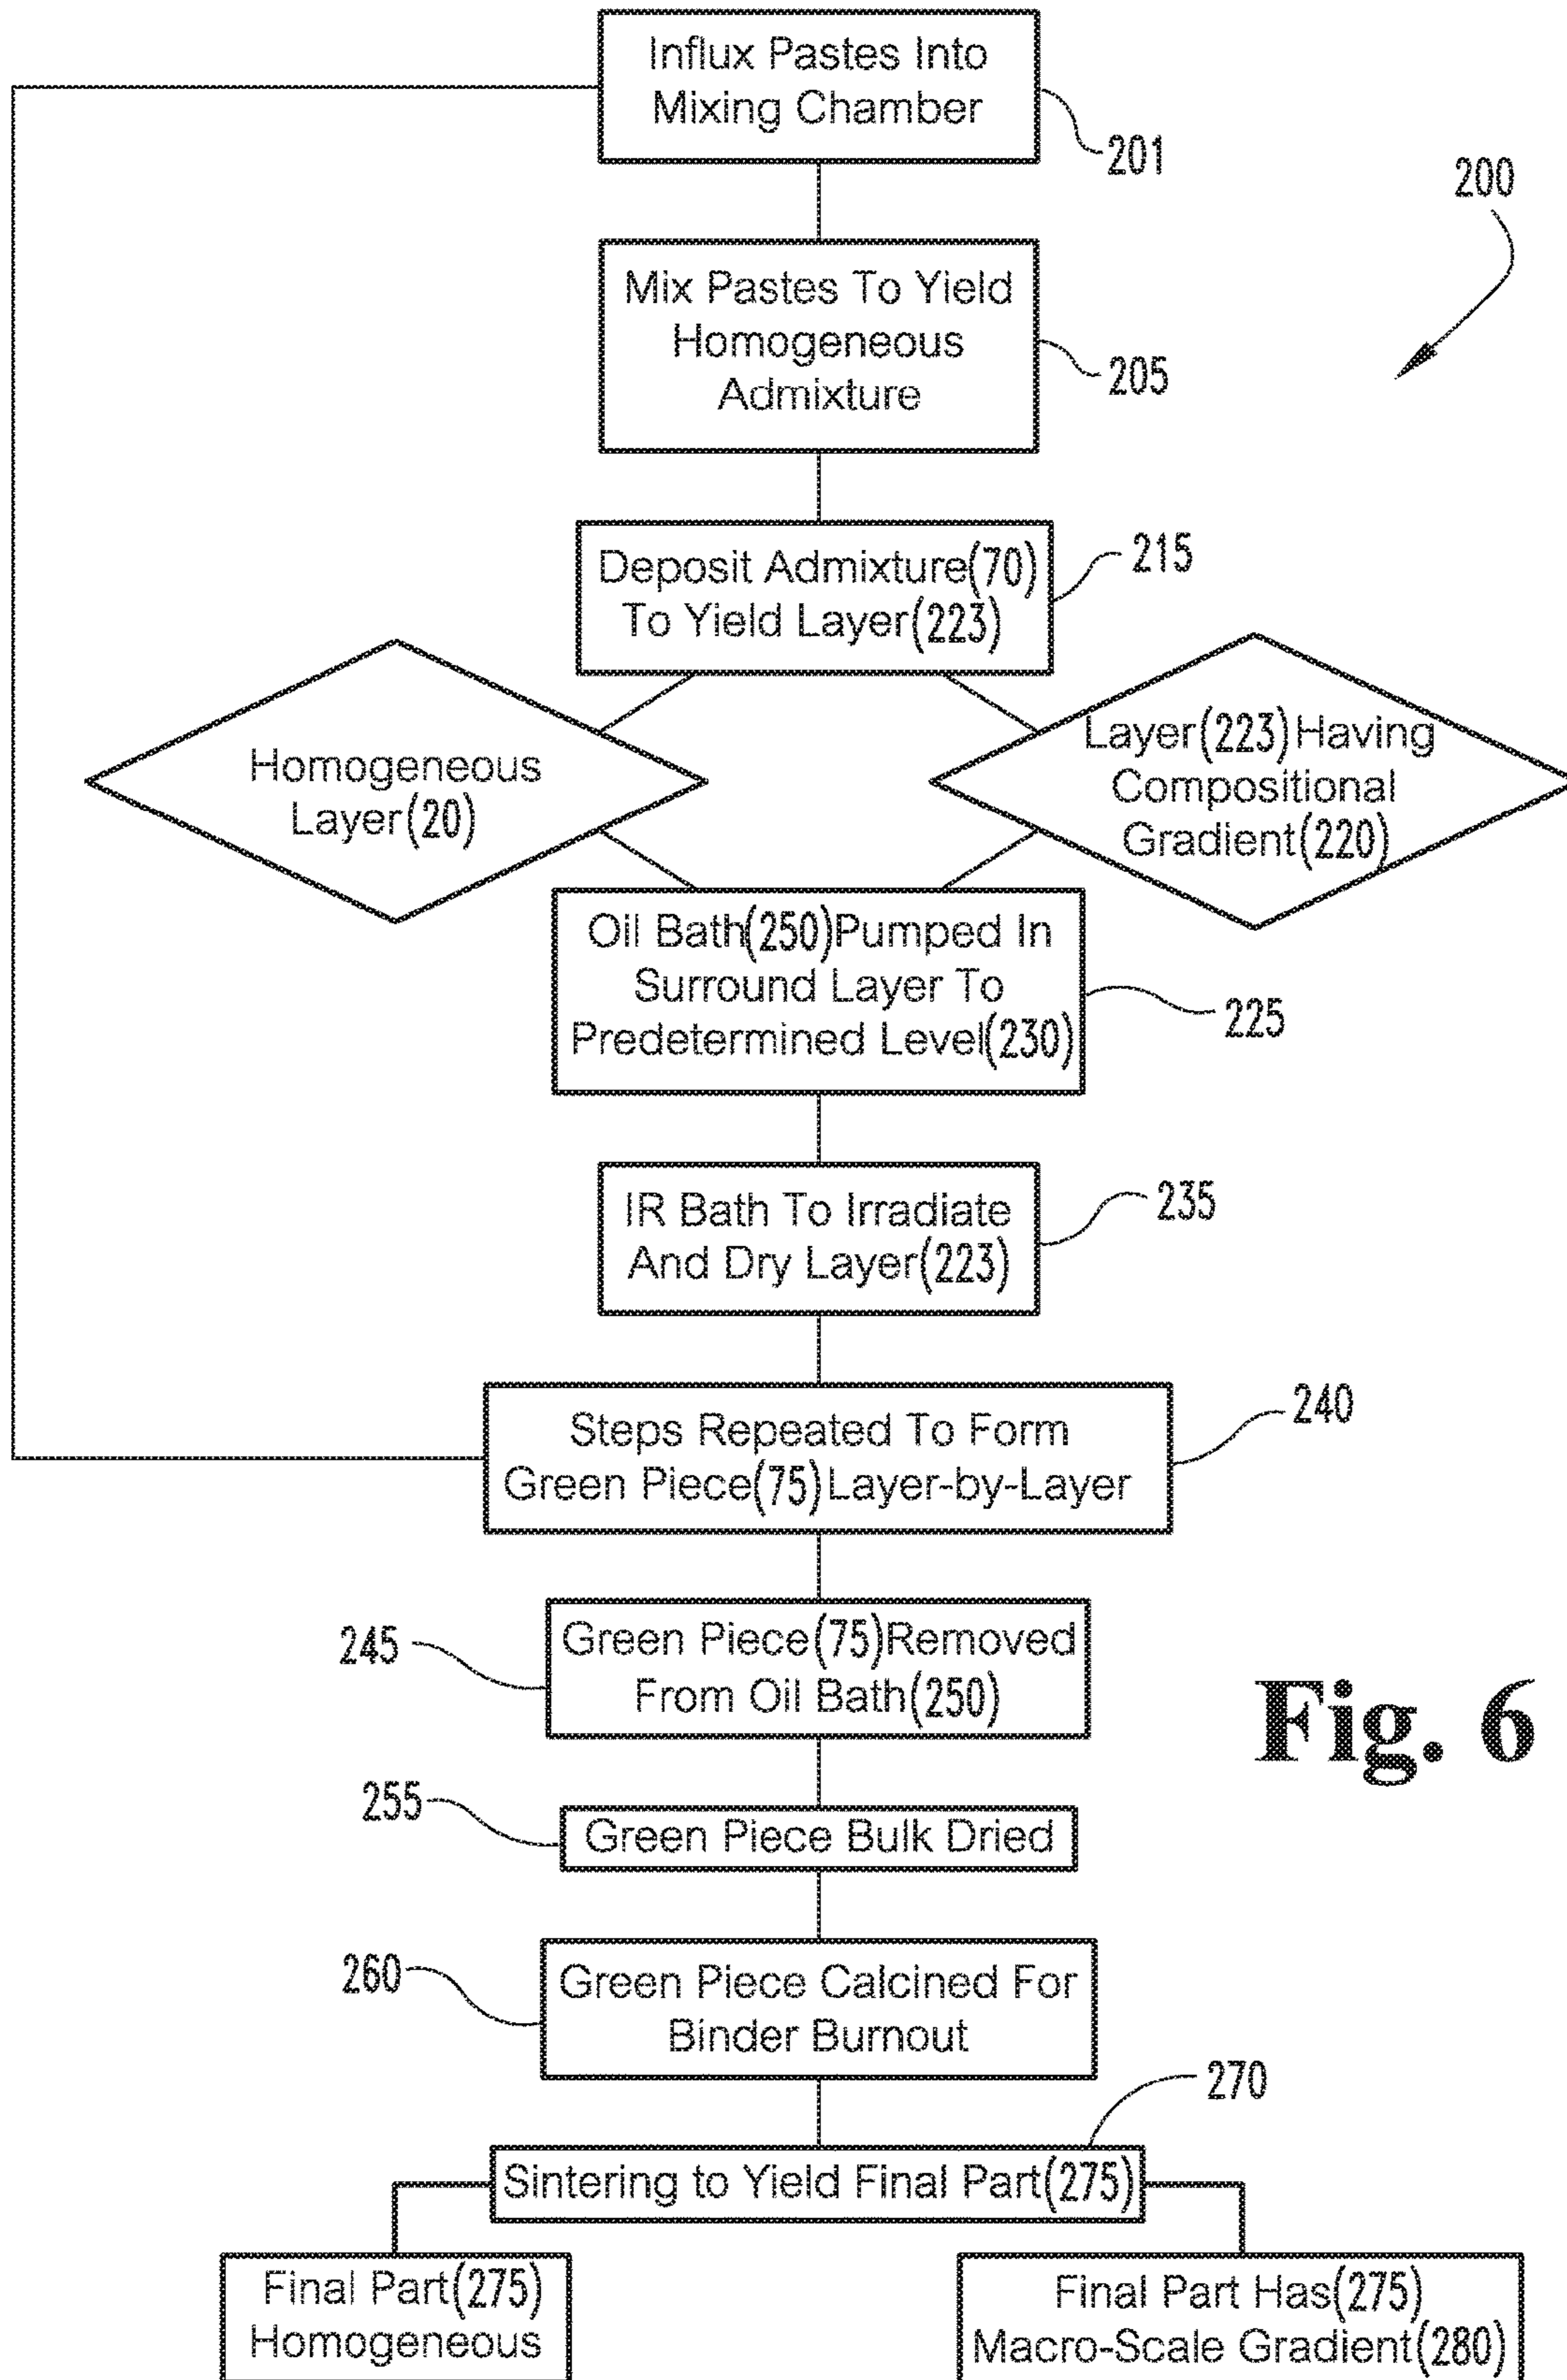 Influx Pastes Into
Mixing Chamber
201
200
Mix Pastes To Yield
Homogeneous
Admixture
205
Deposit Admixture(70)
To Yield Layer(223)
215
Homogeneous
Layer(20)
Layer(223)Having
Compositional
Gradient(220)
Oil Bath(250)Pumped In
Surround Layer To
Predetermined Level(230)
225
IR Bath To Irradiate
And Dry Layer(223)
235
Steps Repeated To Form
Green Piece(75)Layer-by-Layer
240
245
Green Piece(75)Removed
From Oil Bath(250)
Fig. 6
255
Green Piece Bulk Dried
260
Green Piece Calcined For
Binder Burnout
270
Sintering to Yield Final Part(275)
Final Part(275)
Homogeneous
Final Part Has(275)
Macro-Scale Gradient(280)